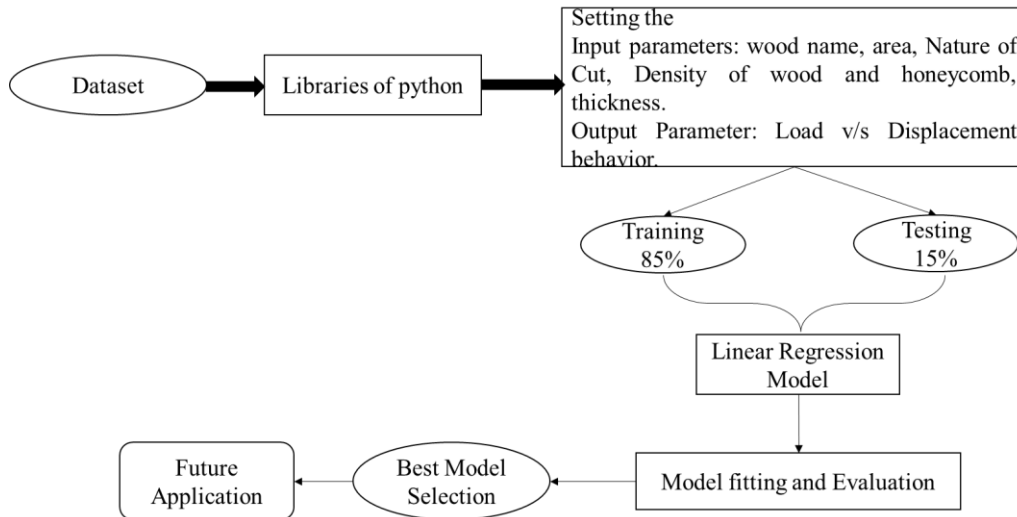 Setting the
Input parameters: wood name, area, Nature of
Cut, Density of wood and honeycomb,
thickness.
Output Parameter: Load v/s Displacement
behavior.
Dataset
Libraries of python
Training
85%
Testing
15%
Linear Regression
Model
Model fitting and Evaluation
Best Model
Selection
Future
Application